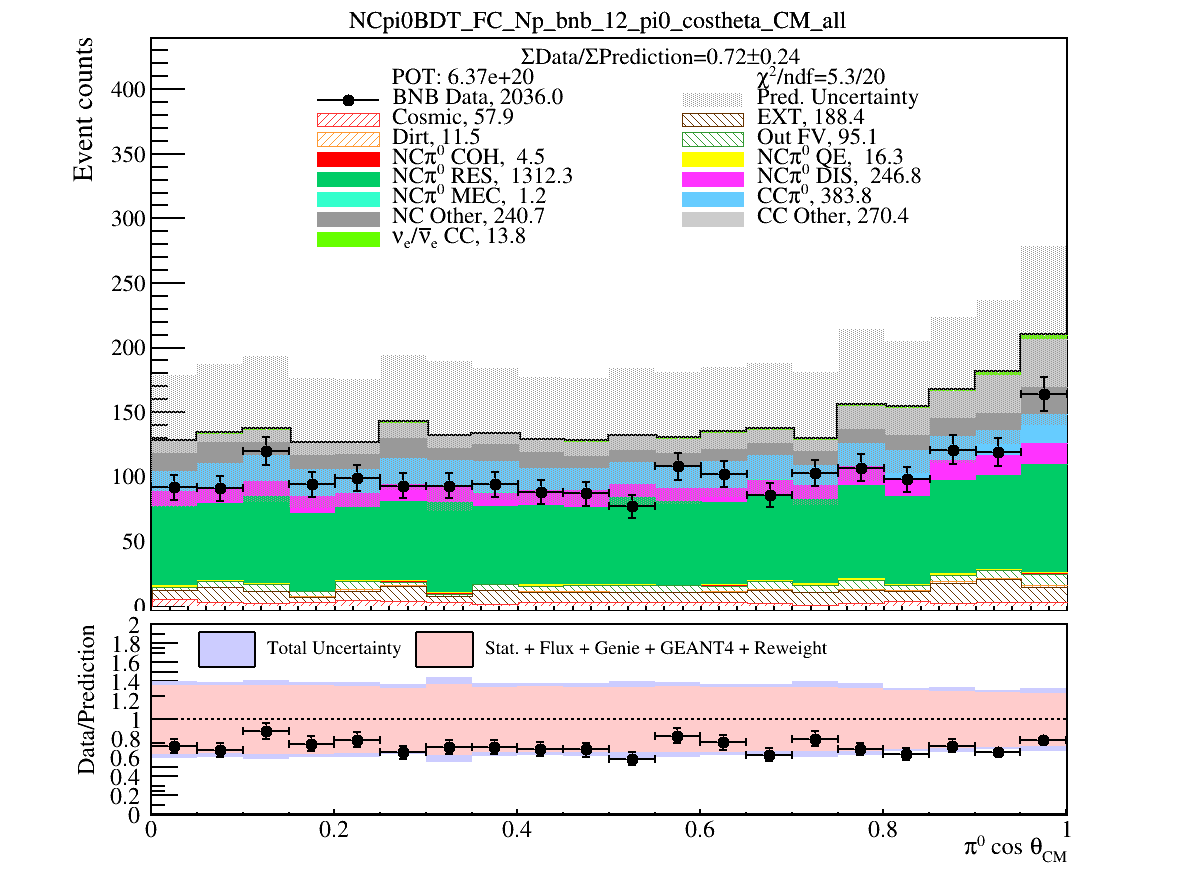 NCpi0BDT_FC_Np_bnb_12_pi0_costheta_CM_all
ΣData/ΣPrediction=0.72±0.24
POT: 6.37e+20
χ²/ndf=5.3/20
BNB Data, 2036.0
Pred. Uncertainty
Cosmic, 57.9
EXT, 188.4
Dirt, 11.5
Out FV, 95.1
NCπ⁰ COH, 4.5
NCπ⁰ QE, 16.3
NCπ⁰ RES, 1312.3
NCπ⁰ DIS, 246.8
NCπ⁰ MEC, 1.2
CCπ⁰, 383.8
NC Other, 240.7
CC Other, 270.4
νₑ/ν̅ₑ CC, 13.8
Event counts
400
350
300
250
200
150
100
50
0
Total Uncertainty
Stat. + Flux + Genie + GEANT4 + Reweight
Data/Prediction
2
1.8
1.6
1.4
1.2
1
0.8
0.6
0.4
0.2
0
0 0.2 0.4 0.6 0.8 1
π⁰ cos θ_CM